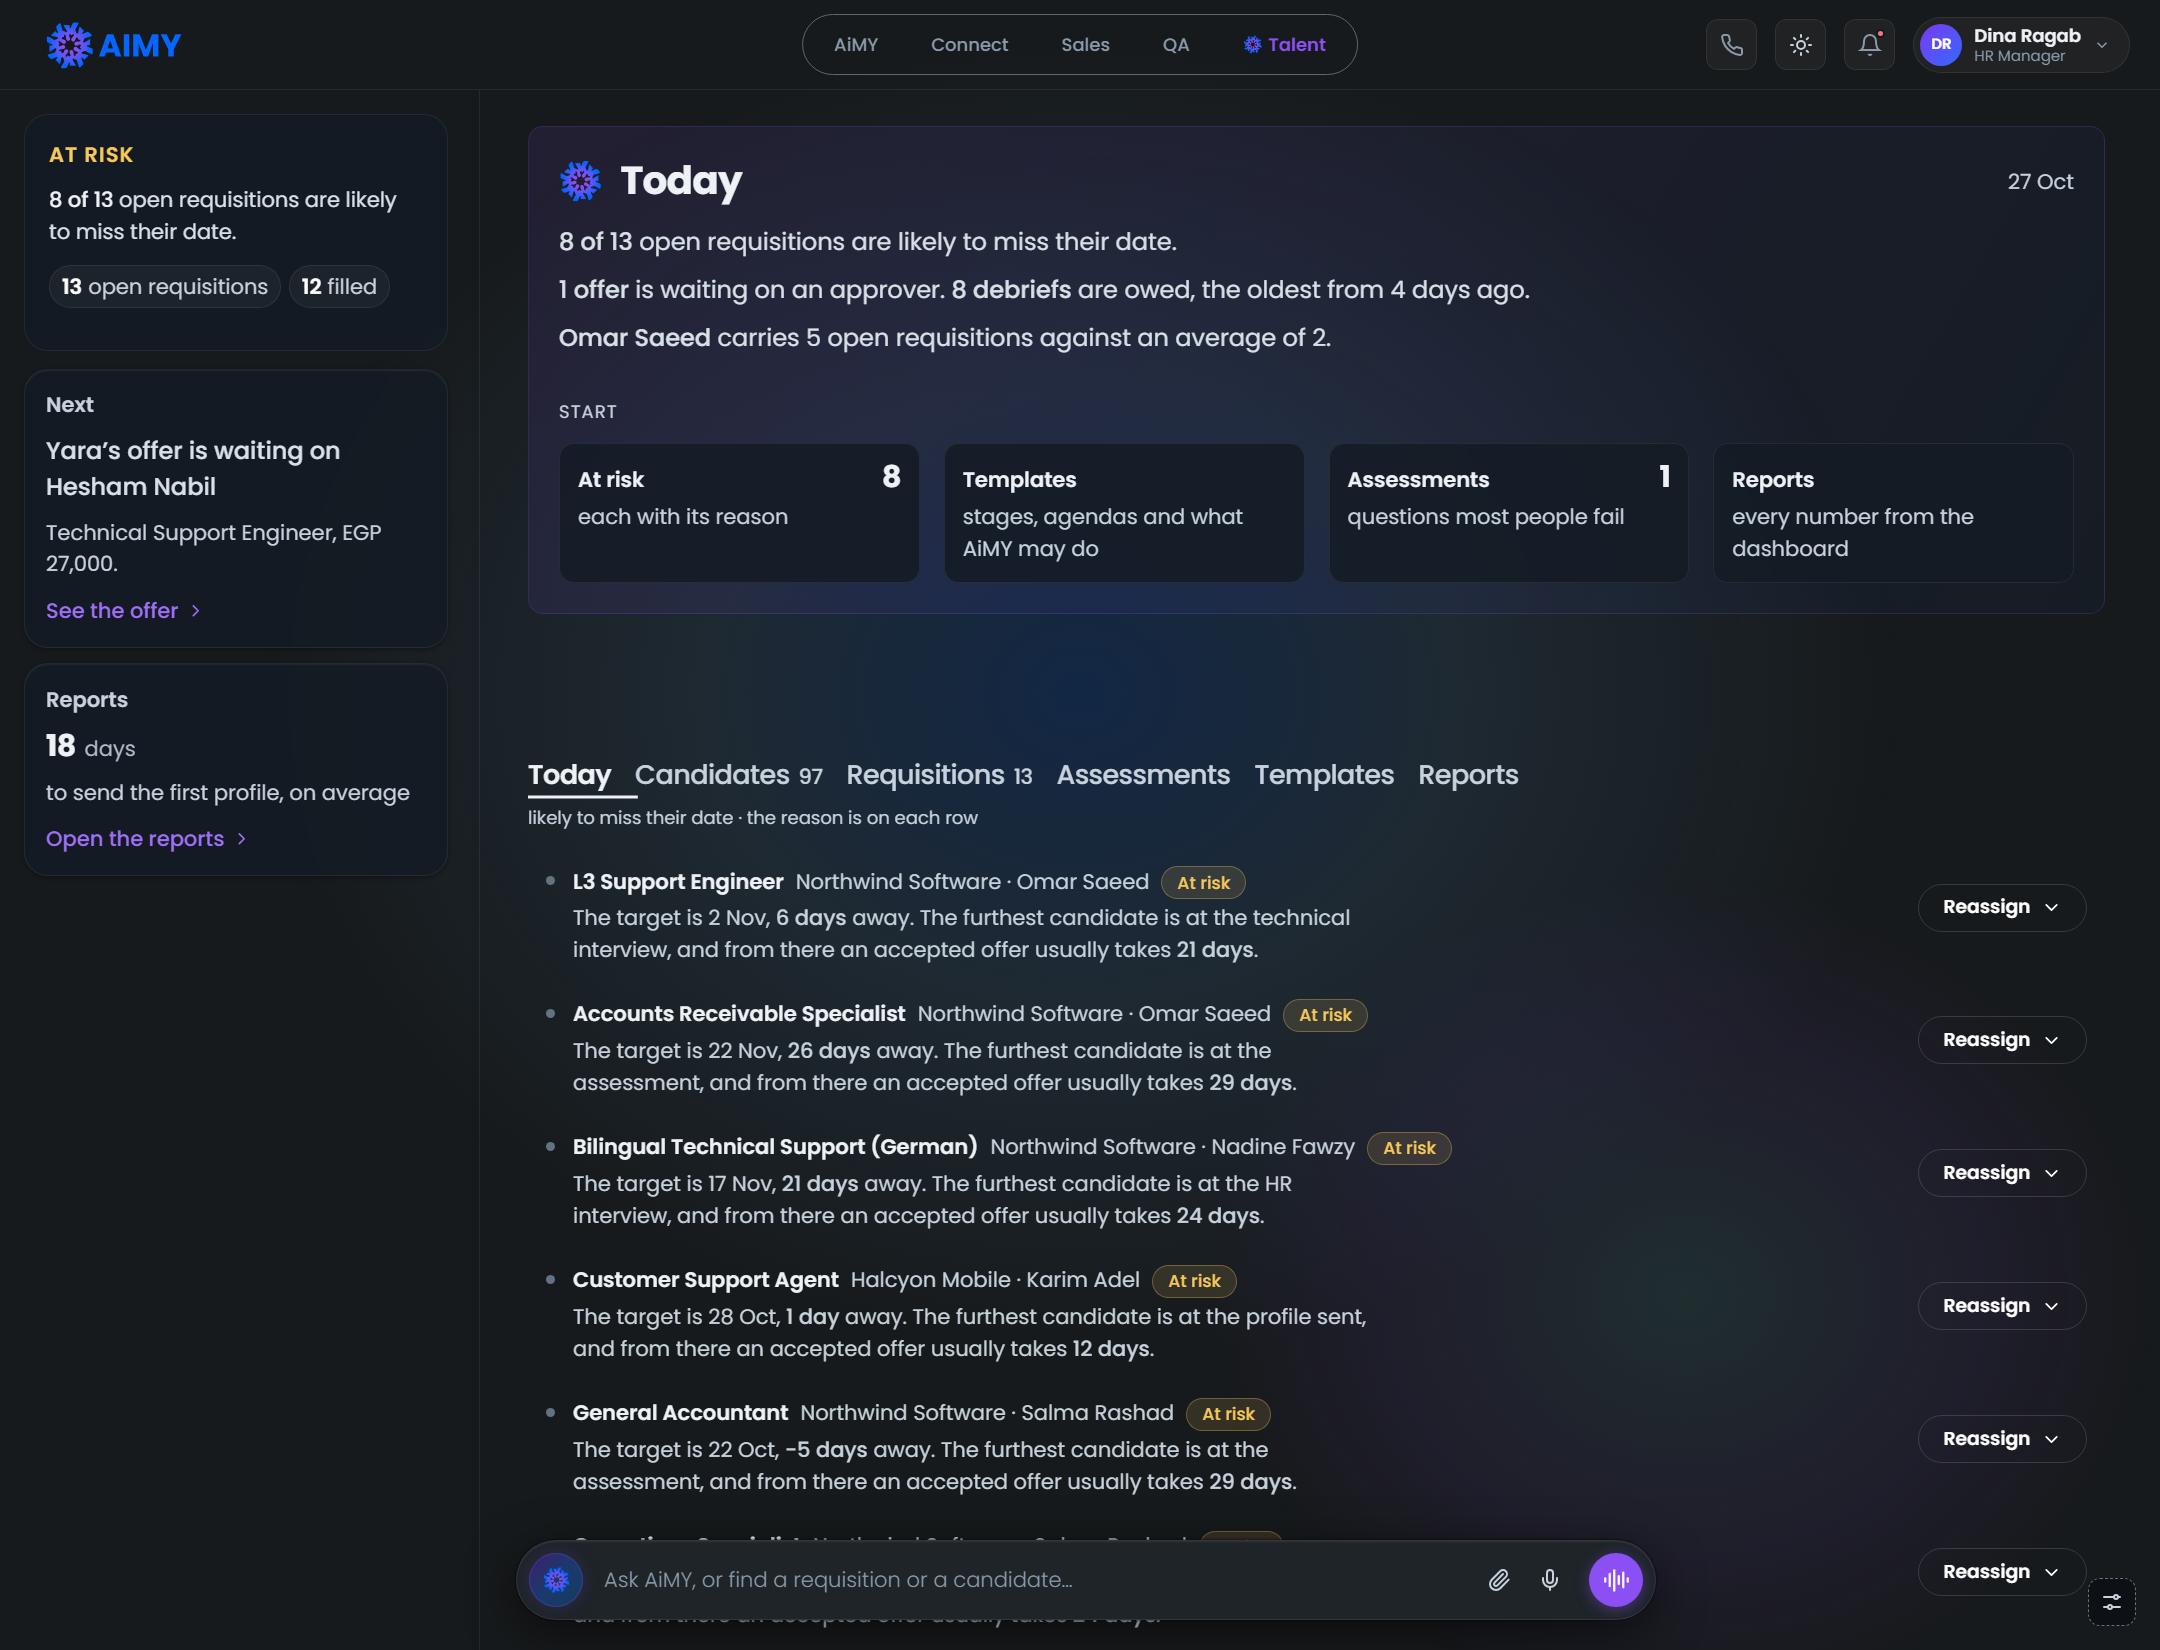 AIMY
AiMY
Connect
Sales
QA
Talent
DR
Dina Ragab
HR Manager
AT RISK
8 of 13 open requisitions are likely
to miss their date.
13 open requisitions
12 filled
Next
Yara’s offer is waiting on
Hesham Nabil
Technical Support Engineer, EGP
27,000.
See the offer
Reports
18 days
to send the first profile, on average
Open the reports
Today
27 Oct
8 of 13 open requisitions are likely to miss their date.
1 offer is waiting on an approver. 8 debriefs are owed, the oldest from 4 days ago.
Omar Saeed carries 5 open requisitions against an average of 2.
START
At risk 8
each with its reason
Templates
stages, agendas and what
AiMY may do
Assessments 1
questions most people fail
Reports
every number from the
dashboard
Today Candidates 97 Requisitions 13 Assessments Templates Reports
likely to miss their date · the reason is on each row
L3 Support Engineer Northwind Software · Omar Saeed At risk
The target is 2 Nov, 6 days away. The furthest candidate is at the technical
interview, and from there an accepted offer usually takes 21 days.
Reassign
Accounts Receivable Specialist Northwind Software · Omar Saeed At risk
The target is 22 Nov, 26 days away. The furthest candidate is at the
assessment, and from there an accepted offer usually takes 29 days.
Reassign
Bilingual Technical Support (German) Northwind Software · Nadine Fawzy At risk
The target is 17 Nov, 21 days away. The furthest candidate is at the HR
interview, and from there an accepted offer usually takes 24 days.
Reassign
Customer Support Agent Halcyon Mobile · Karim Adel At risk
The target is 28 Oct, 1 day away. The furthest candidate is at the profile sent,
and from there an accepted offer usually takes 12 days.
Reassign
General Accountant Northwind Software · Salma Rashad At risk
The target is 22 Oct, -5 days away. The furthest candidate is at the
assessment, and from there an accepted offer usually takes 29 days.
Reassign
Ask AiMY, or find a requisition or a candidate...
Reassign